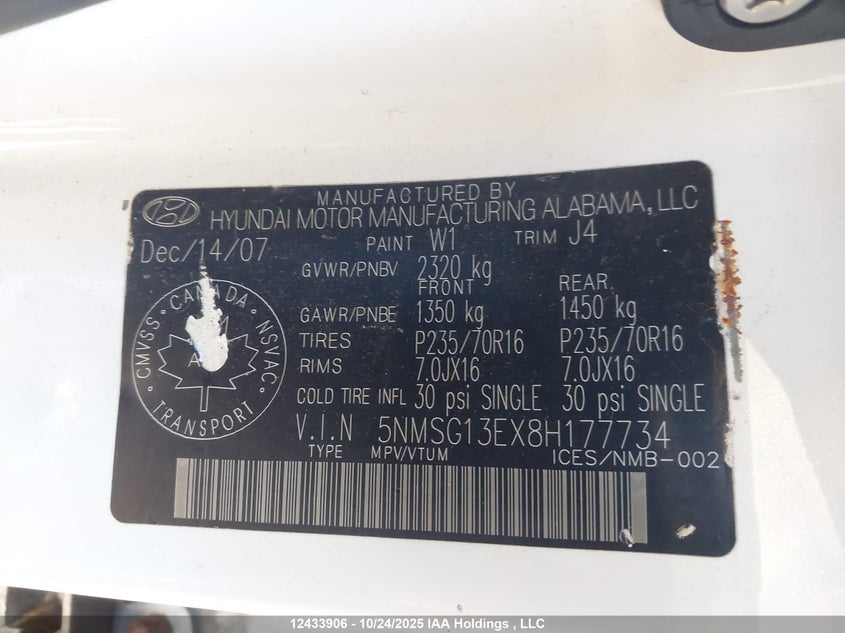 MANUFACTURED BY
HYUNDAI MOTOR MANUFACTURING ALABAMA, LLC
Dec/14/07 PAINT W1 TRIM J4
GVWR/PNBV 2320 kg
FRONT REAR
GAWR/PNBE 1350 kg 1450 kg
TIRES P235/70R16 P235/70R16
RIMS 7.0JX16 7.0JX16
COLD TIRE INFL 30 psi SINGLE 30 psi SINGLE
V.I.N 5NMSG13EX8H177734
TYPE MPV/VTUM ICES/NMB-002
CMVSS • CANADA • NSVAC
TRANSPORT
12433906 - 10/24/2025 IAA Holdings , LLC